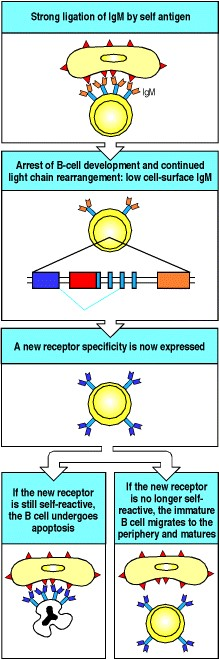 Strong ligation of IgM by self antigen
IgM
Arrest of B-cell development and continued
light chain rearrangement: low cell-surface IgM
A new receptor specificity is now expressed
If the new receptor
is still self-reactive,
the B cell undergoes
apoptosis
If the new receptor
is no longer self-
reactive, the immature
B cell migrates to the
periphery and matures